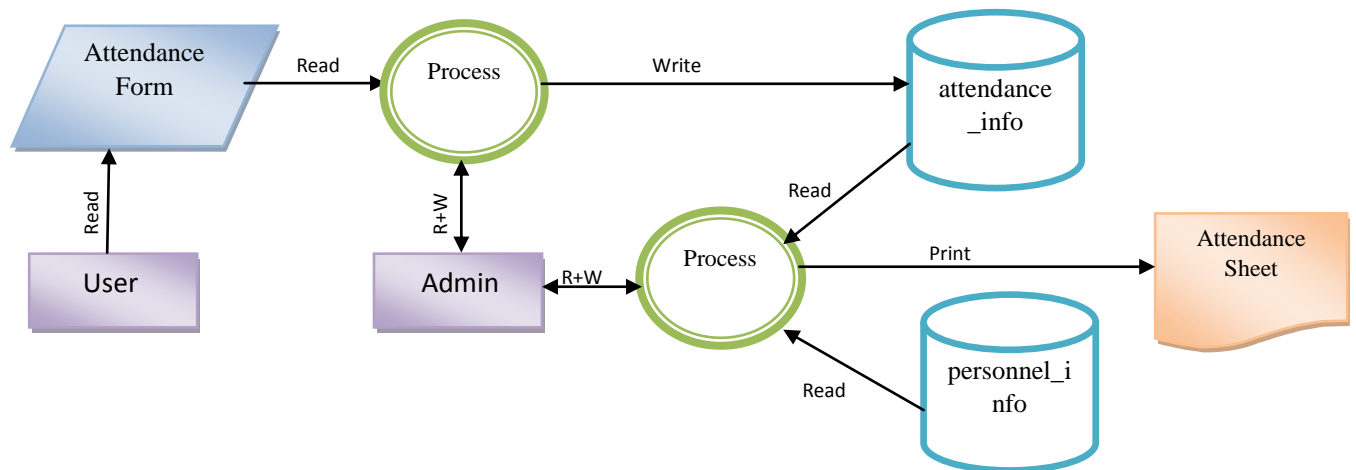 Attendance
Form
Read
Process
Write
attendance
_info
Read
R+W
Read
User
Admin
R+W
Process
Print
Attendance
Sheet
Read
personnel_i
nfo